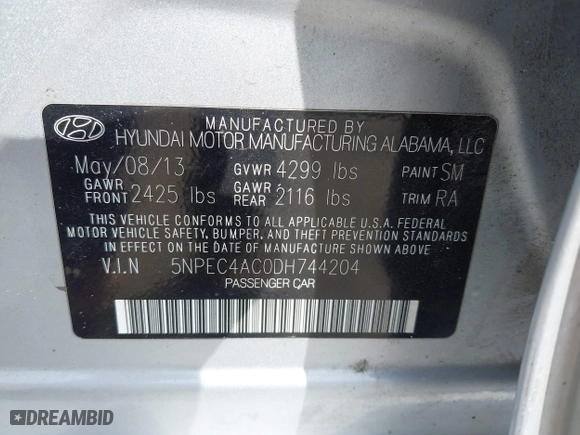 MANUFACTURED BY
HYUNDAI MOTOR MANUFACTURING ALABAMA, LLC
May/08/13 GVWR 4299 lbs PAINT SM
GAWR FRONT 2425 lbs GAWR REAR 2116 lbs TRIM RA
THIS VEHICLE CONFORMS TO ALL APPLICABLE U.S.A. FEDERAL
MOTOR VEHICLE SAFETY, BUMPER, AND THEFT PREVENTION STANDARDS
IN EFFECT ON THE DATE OF MANUFACTURE SHOWN ABOVE.
V.I.N 5NPEC4AC0DH744204
PASSENGER CAR
DREAMBID